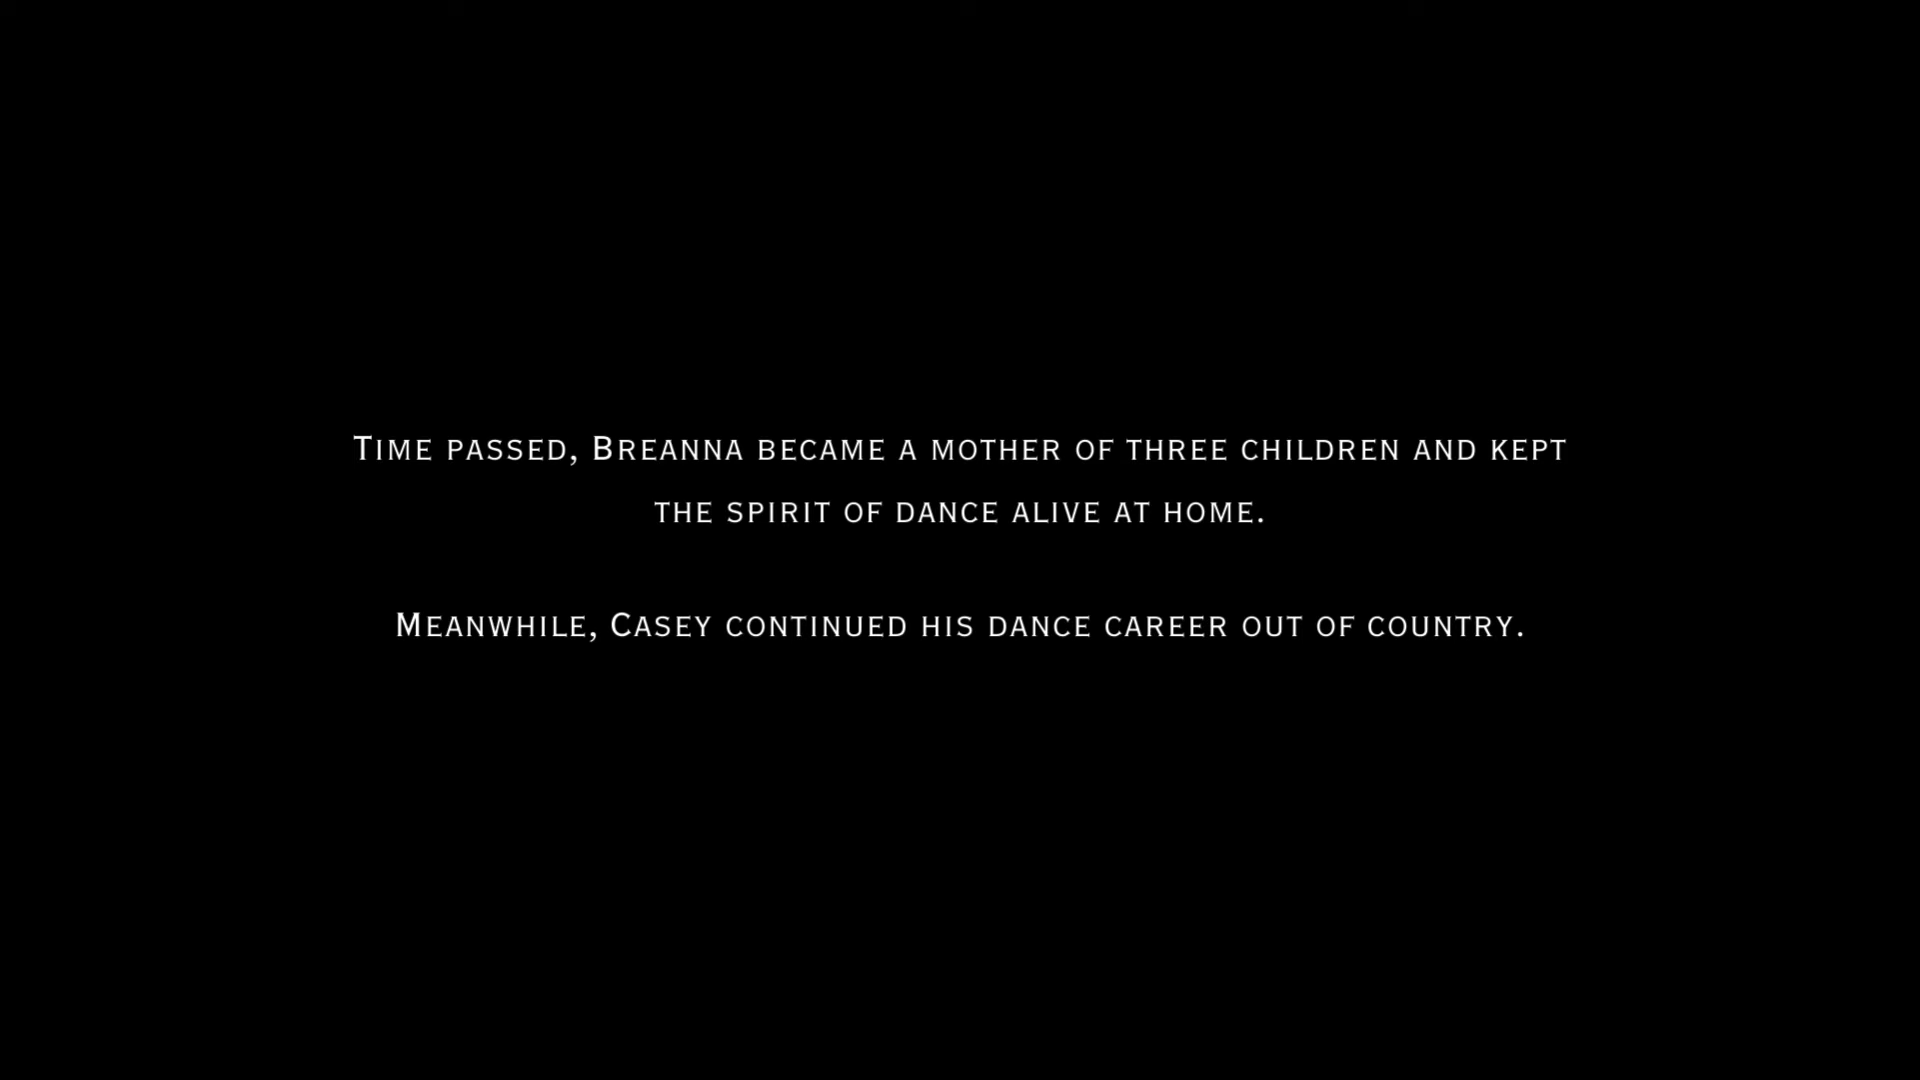 Time passed, Breanna became a mother of three children and kept
the spirit of dance alive at home.
Meanwhile, Casey continued his dance career out of country.